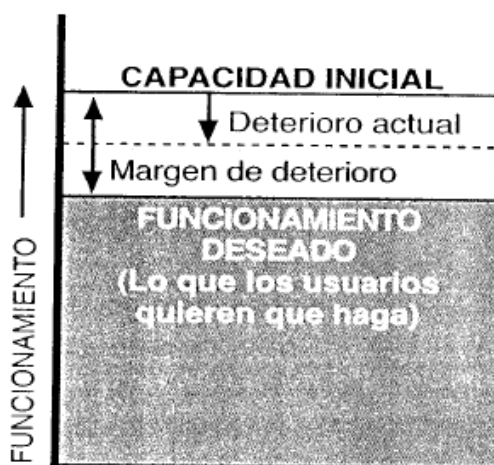 CAPACIDAD INICIAL
Deterioro actual
Margen de deterioro
FUNCIONAMIENTO
DESEADO
(Lo que los usuarios
quieren que haga)
FUNCIONAMIENTO